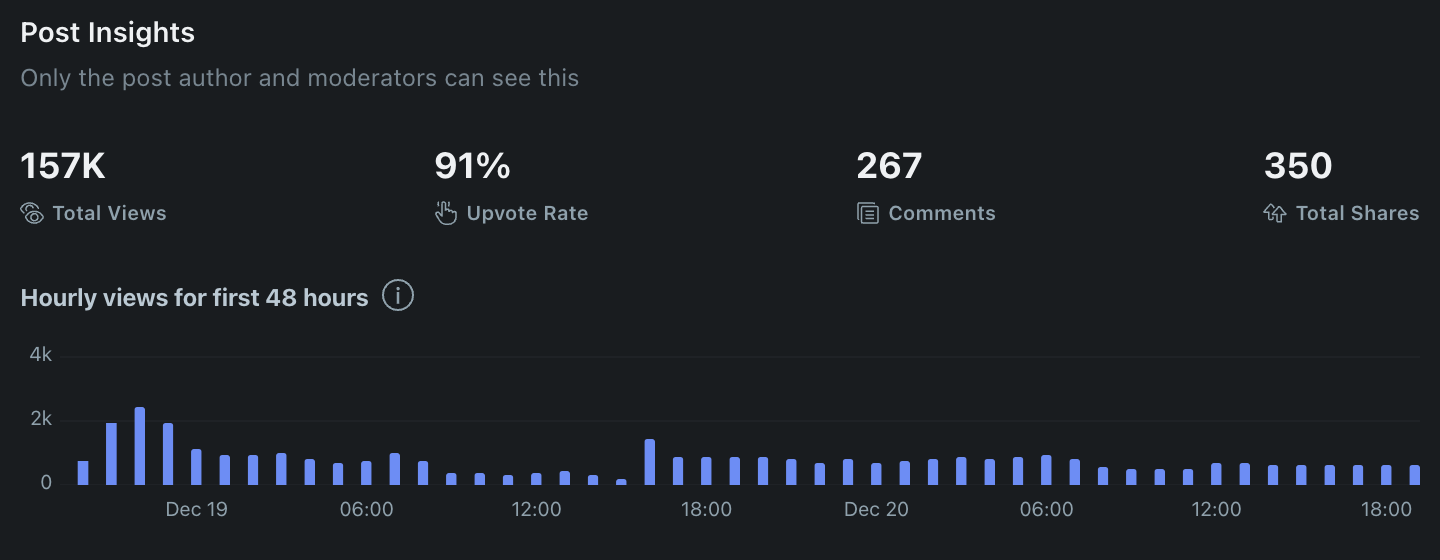 Post Insights
Only the post author and moderators can see this
157K
Total Views
91%
Upvote Rate
267
Comments
350
Total Shares
Hourly views for first 48 hours
4k
2k
0
Dec 19 06:00 12:00 18:00 Dec 20 06:00 12:00 18:00